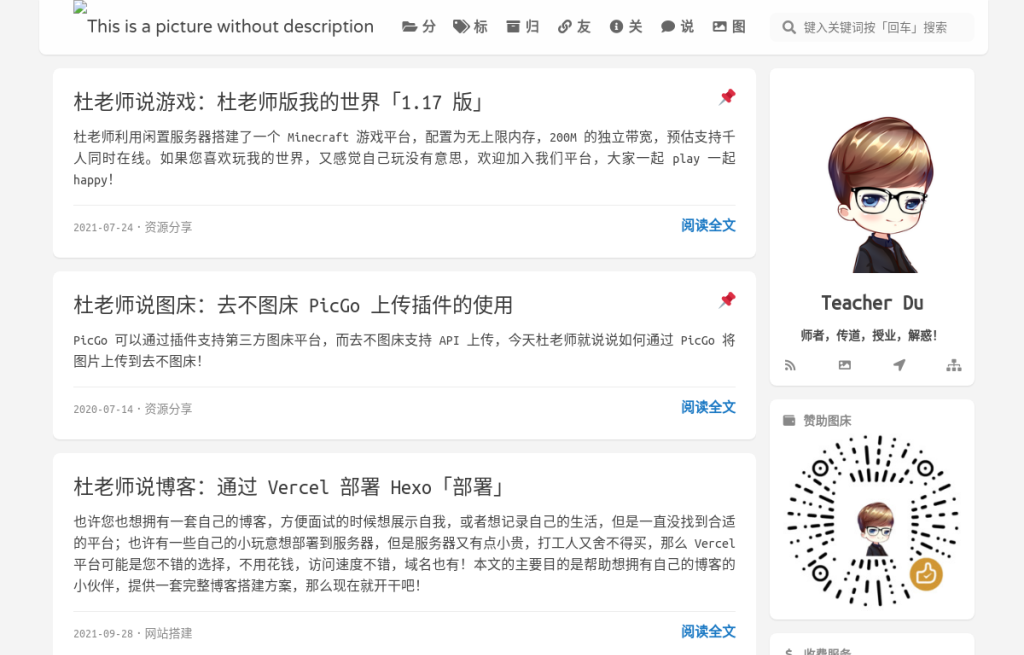 This is a picture without description
分 标 归 友 关 说 图
键入关键词按「回车」搜索
杜老师说游戏：杜老师版我的世界「1.17 版」
杜老师利用闲置服务器搭建了一个 Minecraft 游戏平台，配置为无上限内存，200M 的独立带宽，预估支持千
人同时在线。如果您喜欢玩我的世界，又感觉自己玩没有意思，欢迎加入我们平台，大家一起 play 一起
happy！
2021-07-24・资源分享
阅读全文
杜老师说图床：去不图床 PicGo 上传插件的使用
PicGo 可以通过插件支持第三方图床平台，而去不图床支持 API 上传，今天杜老师就说说如何通过 PicGo 将
图片上传到去不图床！
2020-07-14・资源分享
阅读全文
杜老师说博客：通过 Vercel 部署 Hexo「部署」
也许您也想拥有一套自己的博客，方便面试的时候想展示自我，或者想记录自己的生活，但是一直没找到合适
的平台；也许有一些自己的小玩意想部署到服务器，但是服务器又有点小贵，打工人又舍不得买，那么 Vercel
平台可能是您不错的选择，不用花钱，访问速度不错，域名也有！本文的主要目的是帮助想拥有自己的博客的
小伙伴，提供一套完整博客搭建方案，那么现在就开干吧！
2021-09-28・网站搭建
阅读全文
Teacher Du
师者，传道，授业，解惑！
赞助图床
收费服务